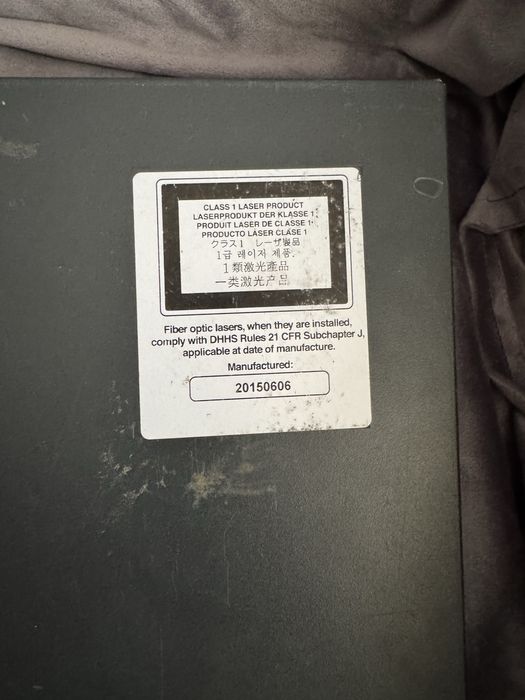 CLASS 1 LASER PRODUCT
LASERPRODUKT DER KLASSE 1
PRODUIT LASER DE CLASSE 1
PRODUCTO LASER CLASE 1
クラス1 レーザ製品
1급 레이저 제품.
1類激光產品
一类激光产品
Fiber optic lasers, when they are installed,
comply with DHHS Rules 21 CFR Subchapter J,
applicable at date of manufacture.
Manufactured:
20150606